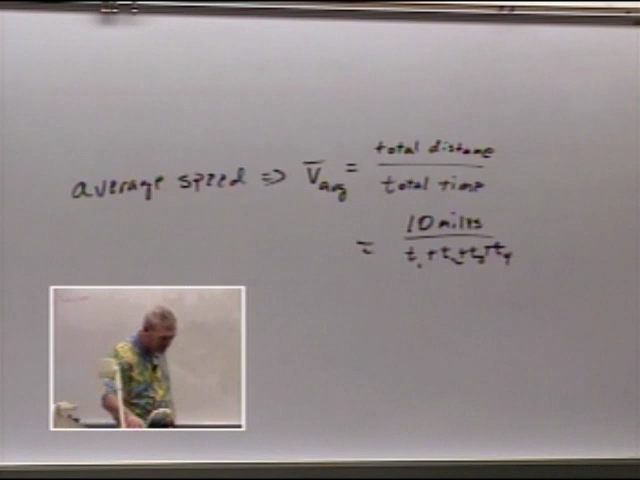 average speed ⇒ V̄avg = total distance / total time
= 10 miles / t₁ + t₂ + t₃ + t₄